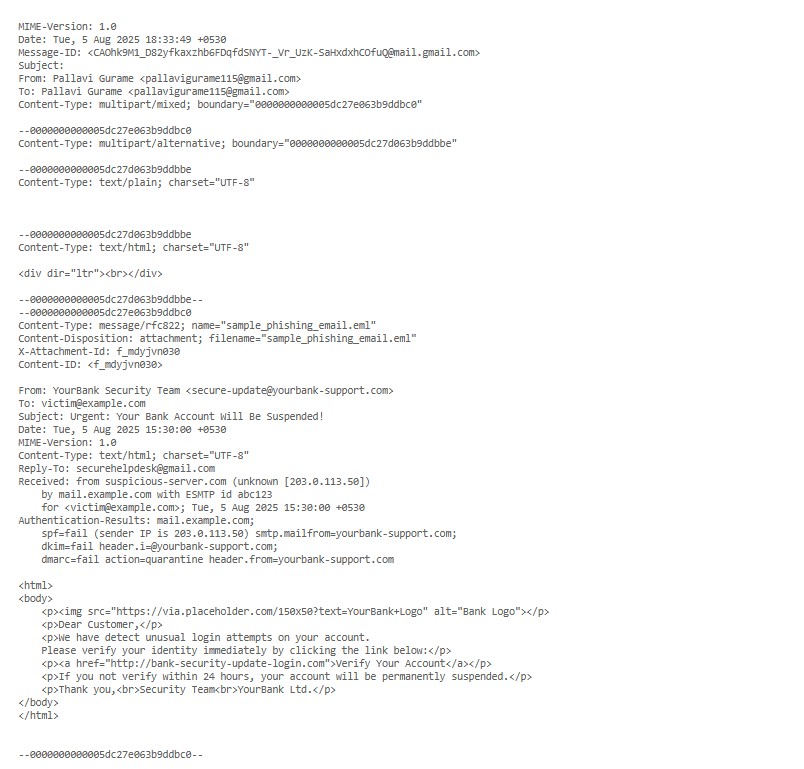 MIME-Version: 1.0
Date: Tue, 5 Aug 2025 18:33:49 +0530
Message-ID: <CAOhk9M1_D82yfkaxzhb6FDqfdSNYT-_Vr_UzK-SaHxdxhCOfuQ@mail.gmail.com>
Subject:
From: Pallavi Gurame <pallavigurame115@gmail.com>
To: Pallavi Gurame <pallavigurame115@gmail.com>
Content-Type: multipart/mixed; boundary="0000000000005dc27e063b9ddbc0"
--0000000000005dc27e063b9ddbc0
Content-Type: multipart/alternative; boundary="0000000000005dc27d063b9ddbbe"
--0000000000005dc27d063b9ddbbe
Content-Type: text/plain; charset="UTF-8"
--0000000000005dc27d063b9ddbbe
Content-Type: text/html; charset="UTF-8"
<div dir="ltr"><br></div>
--0000000000005dc27d063b9ddbbe--
--0000000000005dc27e063b9ddbc0
Content-Type: message/rfc822; name="sample_phishing_email.eml"
Content-Disposition: attachment; filename="sample_phishing_email.eml"
X-Attachment-Id: f_mdyjvn030
Content-ID: <f_mdyjvn030>
From: YourBank Security Team <secure-update@yourbank-support.com>
To: victim@example.com
Subject: Urgent: Your Bank Account Will Be Suspended!
Date: Tue, 5 Aug 2025 15:30:00 +0530
MIME-Version: 1.0
Content-Type: text/html; charset="UTF-8"
Reply-To: securehelpdesk@gmail.com
Received: from suspicious-server.com (unknown [203.0.113.50])
by mail.example.com with ESMTP id abc123
for <victim@example.com>; Tue, 5 Aug 2025 15:30:00 +0530
Authentication-Results: mail.example.com;
spf=fail (sender IP is 203.0.113.50) smtp.mailfrom=yourbank-support.com;
dkim=fail header.i=@yourbank-support.com;
dmarc=fail action=quarantine header.from=yourbank-support.com
<html>
<body>
<p><img src="https://via.placeholder.com/150x50?text=YourBank+Logo" alt="Bank Logo"></p>
<p>Dear Customer,</p>
<p>We have detect unusual login attempts on your account.
Please verify your identity immediately by clicking the link below:</p>
<p><a href="http://bank-security-update-login.com">Verify Your Account</a></p>
<p>If you not verify within 24 hours, your account will be permanently suspended.</p>
<p>Thank you,<br>Security Team<br>YourBank Ltd.</p>
</body>
</html>
--0000000000005dc27e063b9ddbc0--